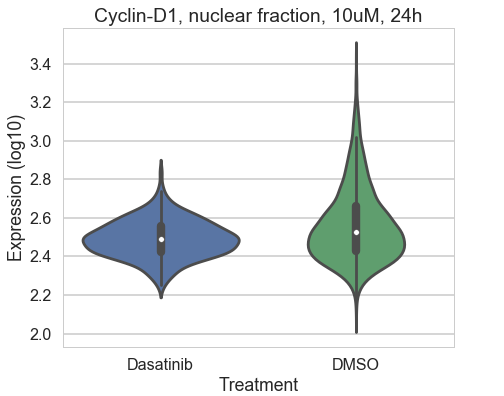 Cyclin-D1, nuclear fraction, 10uM, 24h
Expression (log10)
3.4
3.2
3.0
2.8
2.6
2.4
2.2
2.0
Dasatinib DMSO
Treatment